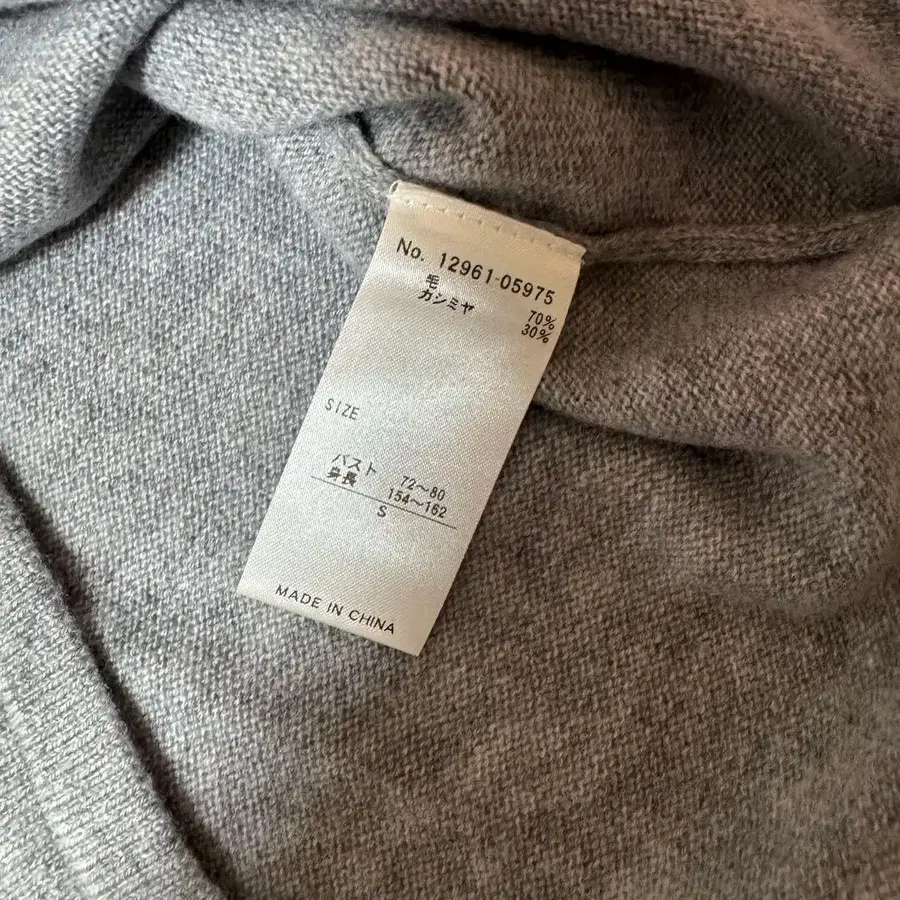 No. 12961-05975
毛 70%
カシミヤ 30%
SIZE
バスト 72〜80
身長 154〜162
S
MADE IN CHINA